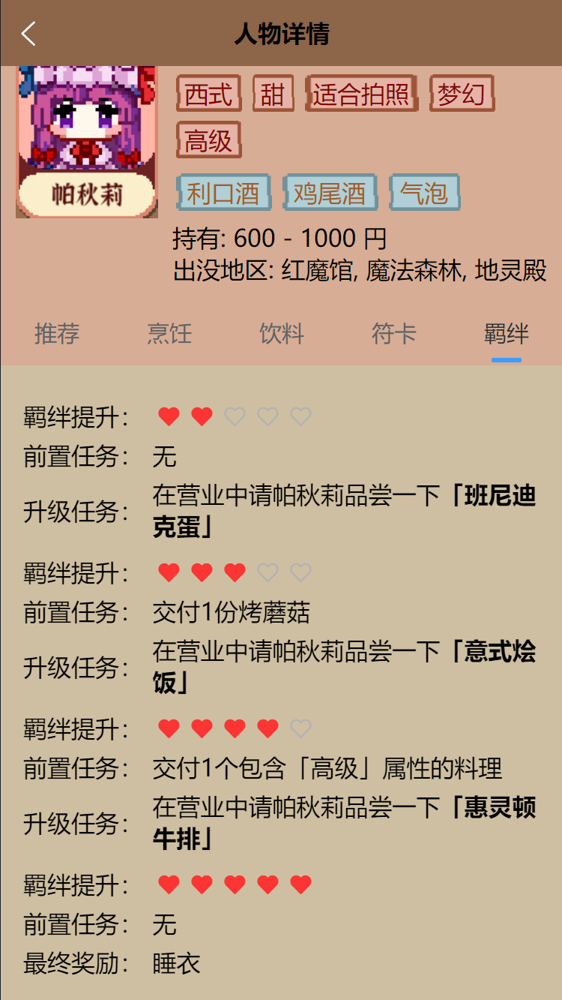 人物详情
西式 甜 适合拍照 梦幻
高级
帕秋莉
利口酒 鸡尾酒 气泡
持有: 600 - 1000 円
出没地区: 红魔馆, 魔法森林, 地灵殿
推荐 烹饪 饮料 符卡 羁绊
羁绊提升：
前置任务： 无
升级任务： 在营业中请帕秋莉品尝一下「班尼迪
克蛋」
羁绊提升：
前置任务： 交付1份烤蘑菇
升级任务： 在营业中请帕秋莉品尝一下「意式烩
饭」
羁绊提升：
前置任务： 交付1个包含「高级」属性的料理
升级任务： 在营业中请帕秋莉品尝一下「惠灵顿
牛排」
羁绊提升：
前置任务： 无
最终奖励： 睡衣